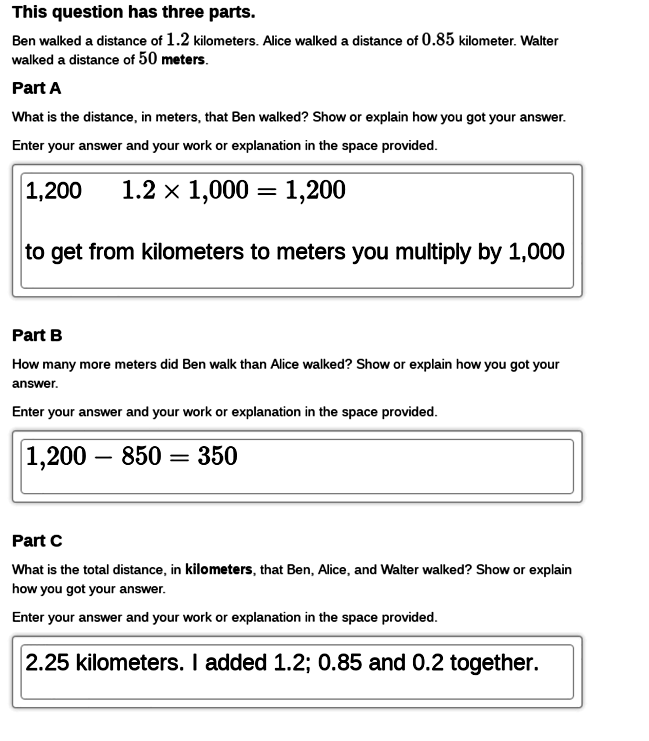 This question has three parts.
Ben walked a distance of 1.2 kilometers. Alice walked a distance of 0.85 kilometer. Walter
walked a distance of 50 meters.
Part A
What is the distance, in meters, that Ben walked? Show or explain how you got your answer.
Enter your answer and your work or explanation in the space provided.
1,200 1.2 × 1,000 = 1,200
to get from kilometers to meters you multiply by 1,000
Part B
How many more meters did Ben walk than Alice walked? Show or explain how you got your
answer.
Enter your answer and your work or explanation in the space provided.
1,200 − 850 = 350
Part C
What is the total distance, in kilometers, that Ben, Alice, and Walter walked? Show or explain
how you got your answer.
Enter your answer and your work or explanation in the space provided.
2.25 kilometers. I added 1.2; 0.85 and 0.2 together.